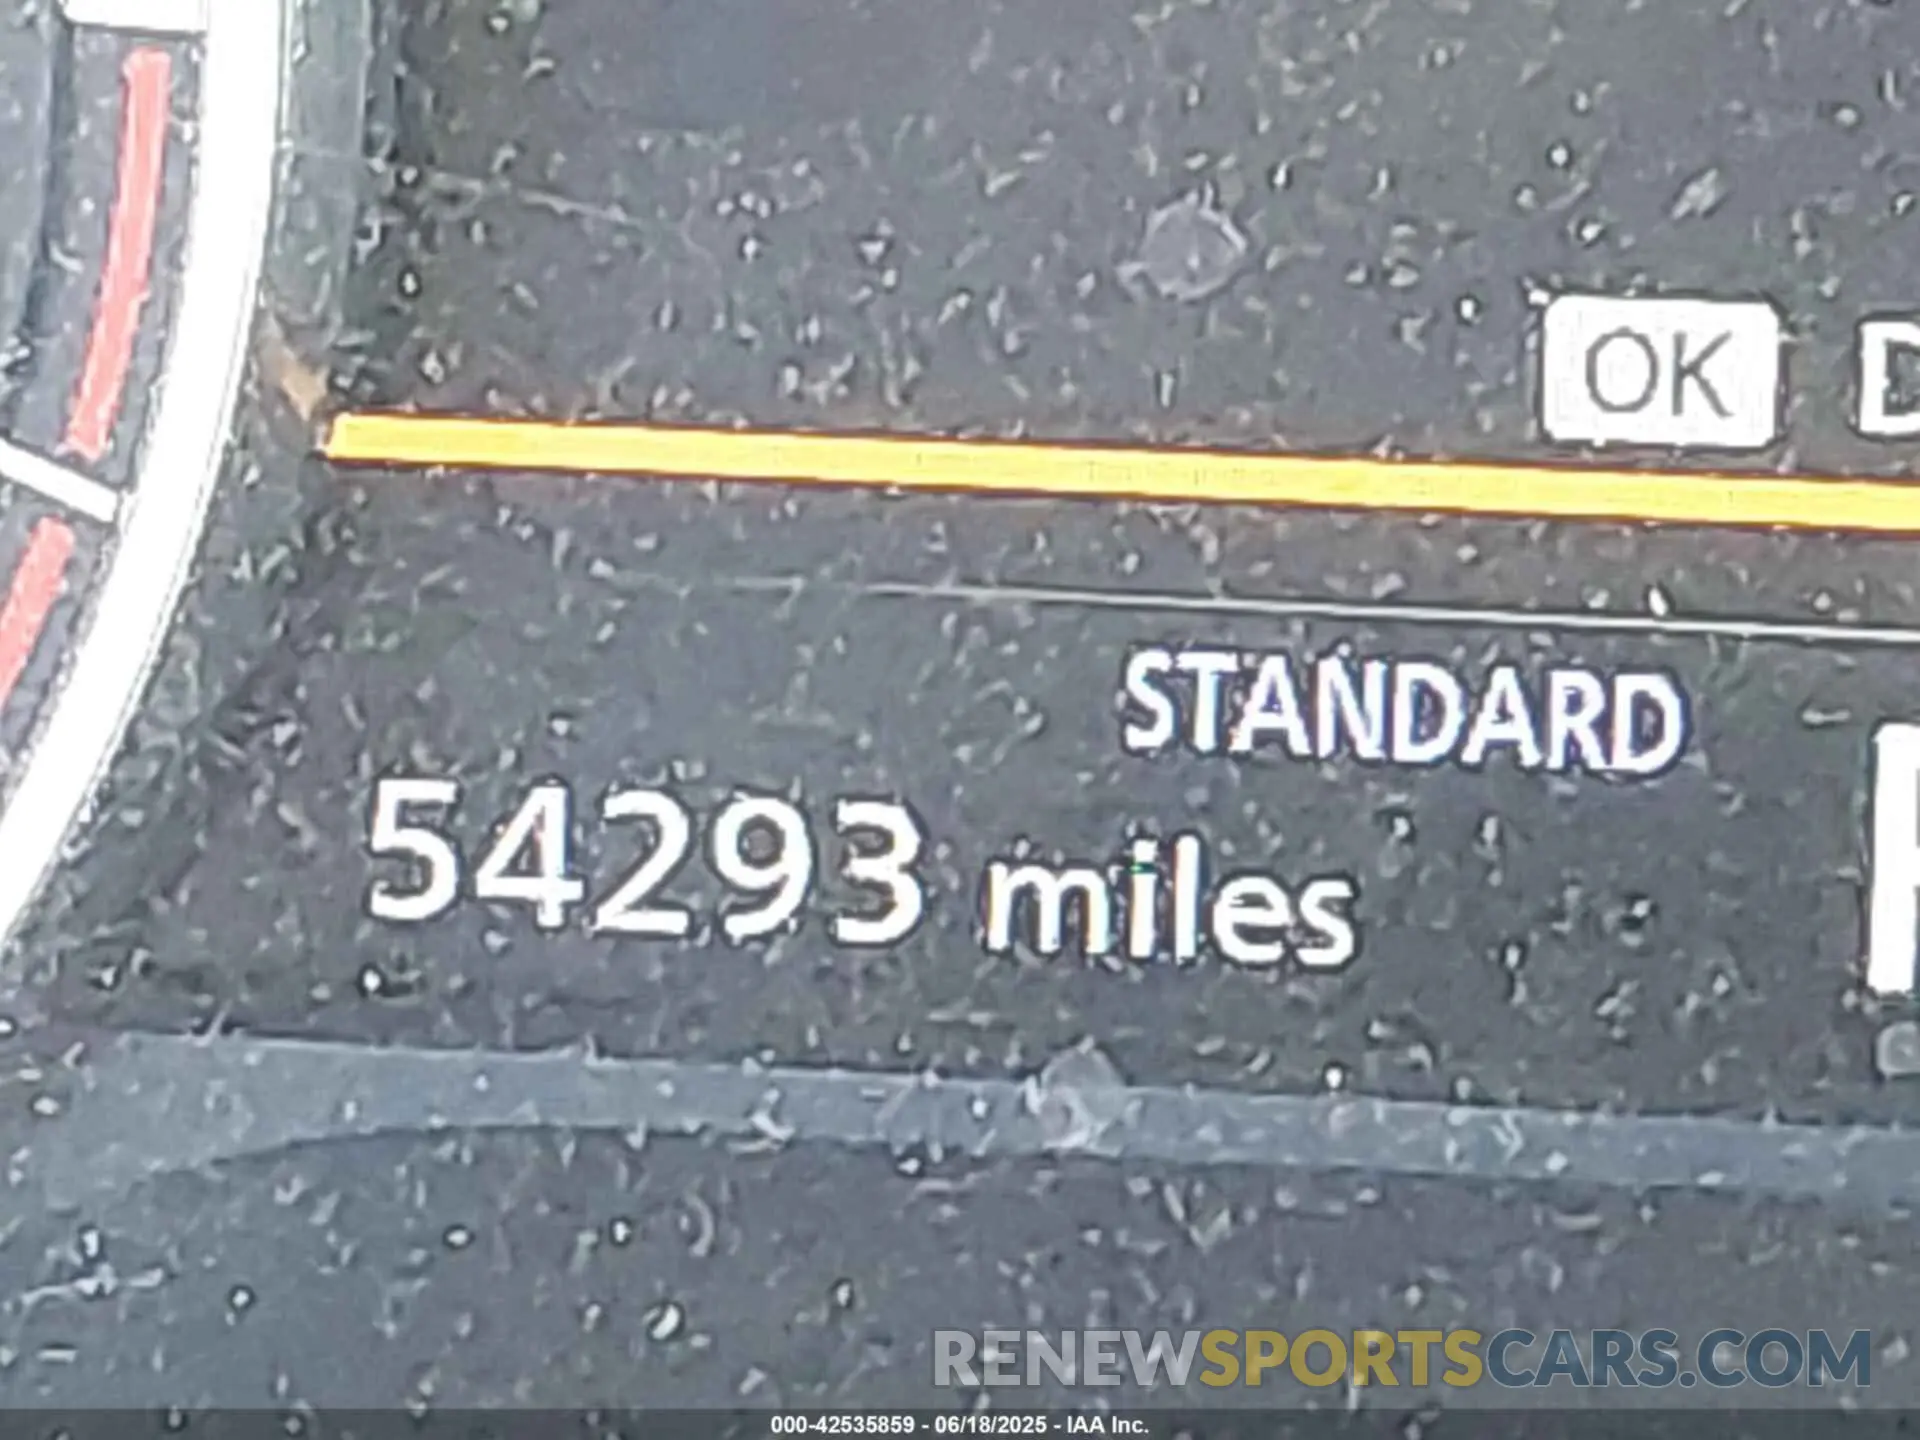 OK D
STANDARD
54293 miles
RENEWSPORTSCARS.COM
000-42535859 - 06/18/2025 - IAA Inc.